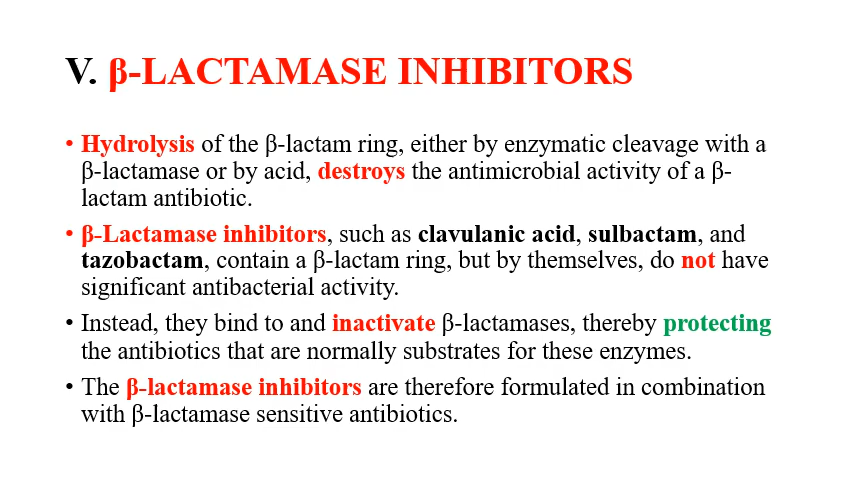 V. β-LACTAMASE INHIBITORS
• Hydrolysis of the β-lactam ring, either by enzymatic cleavage with a
β-lactamase or by acid, destroys the antimicrobial activity of a β-
lactam antibiotic.
• β-Lactamase inhibitors, such as clavulanic acid, sulbactam, and
tazobactam, contain a β-lactam ring, but by themselves, do not have
significant antibacterial activity.
• Instead, they bind to and inactivate β-lactamases, thereby protecting
the antibiotics that are normally substrates for these enzymes.
• The β-lactamase inhibitors are therefore formulated in combination
with β-lactamase sensitive antibiotics.